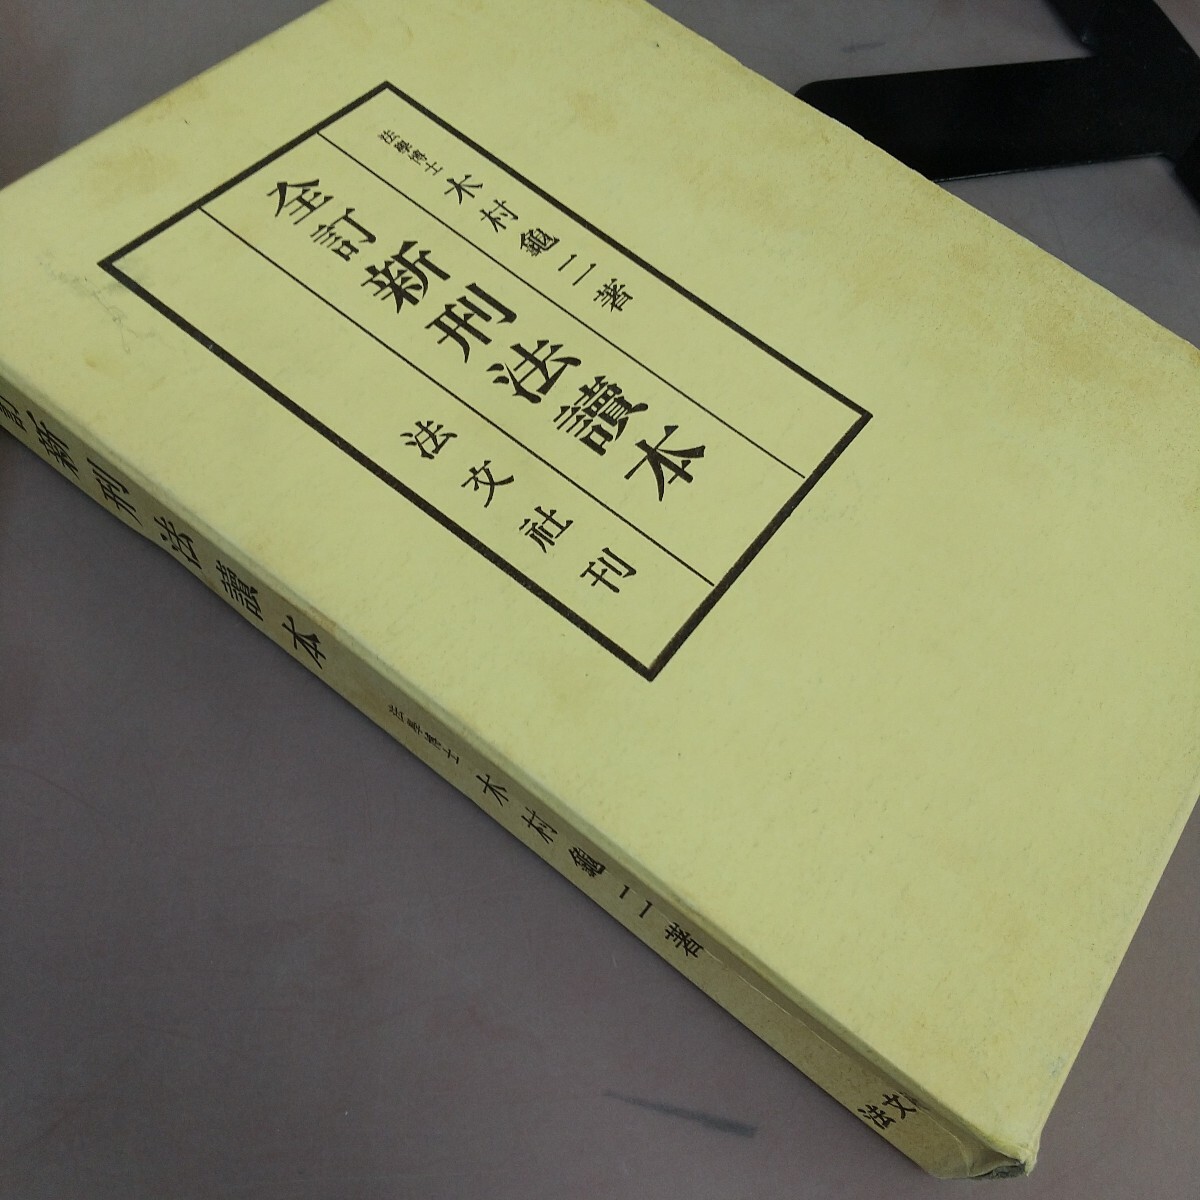 法學博士 木村龜二著
全訂 新刑法讀本
法文社刊
訂新刑法讀本 法學博士 木村龜二著 法文